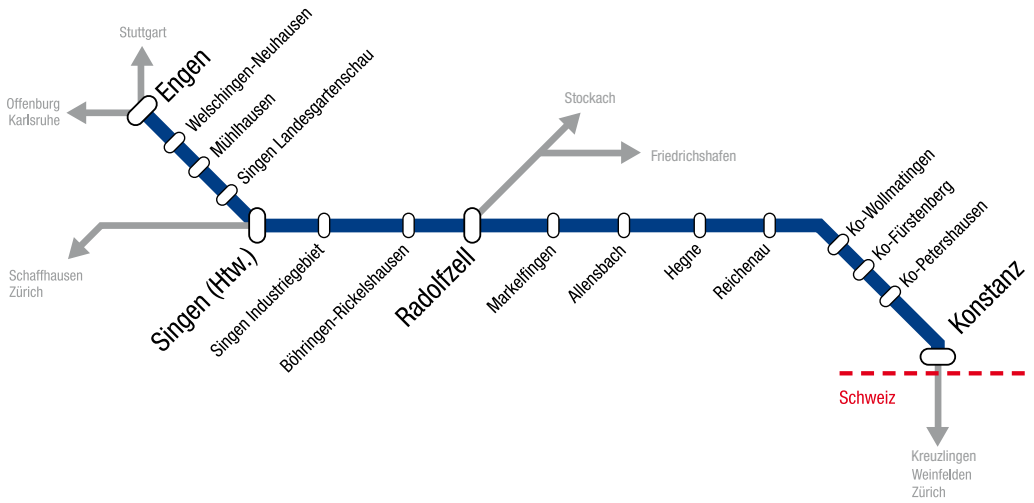 Stuttgart
Offenburg
Karlsruhe
Engen
Welschingen-Neuhausen
Mühlhausen
Singen Landesgartenschau
Schaffhausen
Zürich
Singen (Htw.)
Singen Industriegebiet
Böhringen-Rickelshausen
Radolfzell
Stockach
Friedrichshafen
Markelfingen
Allensbach
Hegne
Reichenau
Ko-Wollmatingen
Ko-Fürstenberg
Ko-Petershausen
Konstanz
Schweiz
Kreuzlingen
Weinfelden
Zürich